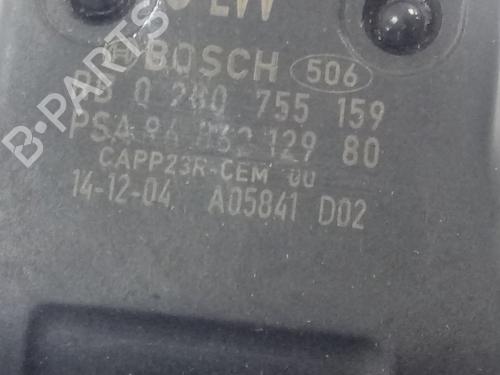 BOSCH 506
0 280 755 159
PSA 96 832 129 80
CAPP23R-CEM 00
14-12-04 A05841 D02
B-PARTS